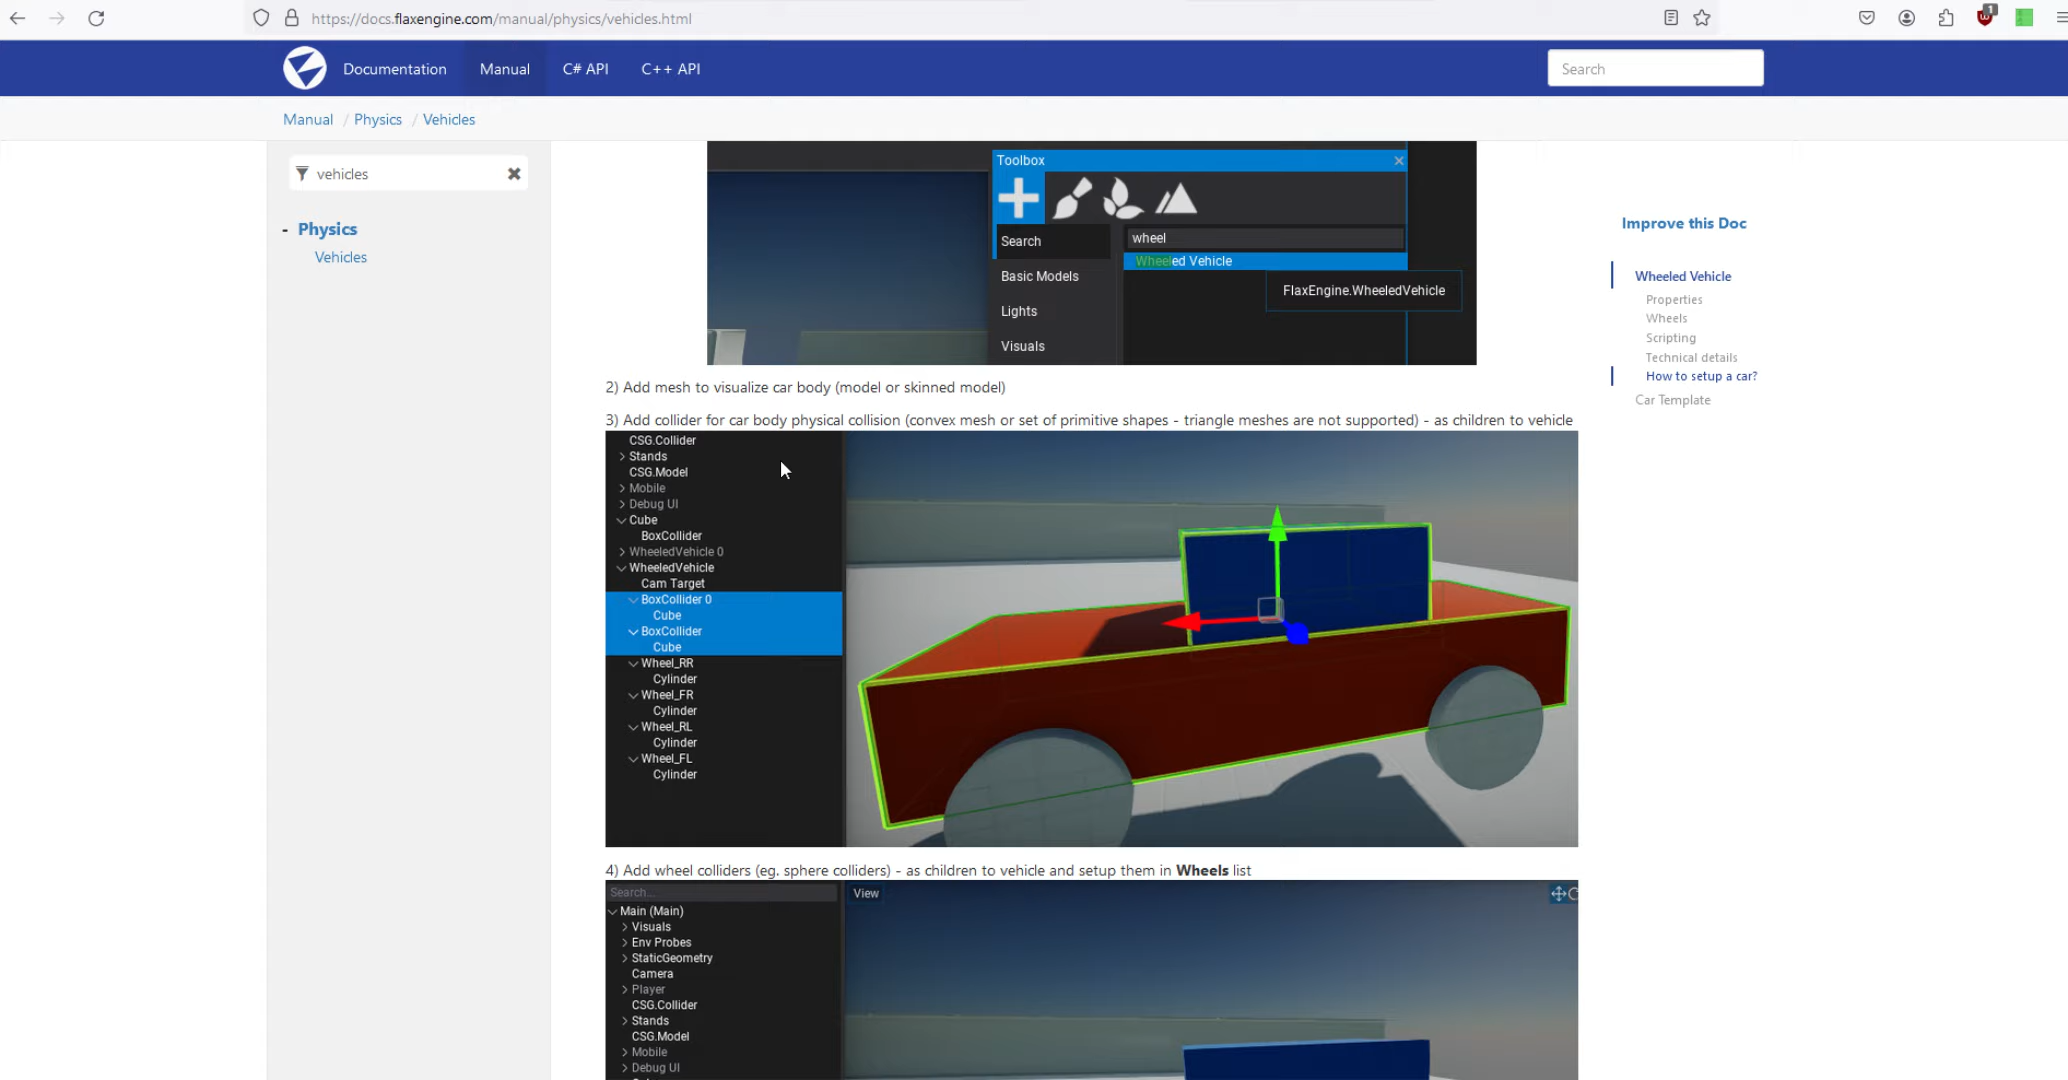 https://docs.flaxengine.com/manual/physics/vehicles.html
1
Documentation Manual C# API C++ API Search
Manual / Physics / Vehicles
vehicles
- Physics
Vehicles
Toolbox
Search
wheel
Wheeled Vehicle
FlaxEngine.WheeledVehicle
Basic Models
Lights
Visuals
2) Add mesh to visualize car body (model or skinned model)
3) Add collider for car body physical collision (convex mesh or set of primitive shapes - triangle meshes are not supported) - as children to vehicle
CSG.Collider
Stands
CSG.Model
Mobile
Debug UI
Cube
BoxCollider
WheeledVehicle 0
WheeledVehicle
Cam Target
BoxCollider 0
Cube
BoxCollider
Cube
Wheel_RR
Cylinder
Wheel_FR
Cylinder
Wheel_RL
Cylinder
Wheel_FL
Cylinder
4) Add wheel colliders (eg. sphere colliders) - as children to vehicle and setup them in Wheels list
Search...
View
Main (Main)
Visuals
Env Probes
StaticGeometry
Camera
Player
CSG.Collider
Stands
CSG.Model
Mobile
Debug UI
Improve this Doc
Wheeled Vehicle
Properties
Wheels
Scripting
Technical details
How to setup a car?
Car Template